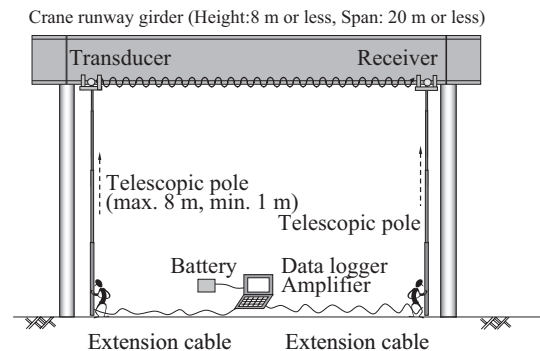 Crane runway girder (Height:8 m or less, Span: 20 m or less)
Transducer
Receiver
Telescopic pole
(max. 8 m, min. 1 m)
Telescopic pole
Battery
Data logger
Amplifier
Extension cable
Extension cable